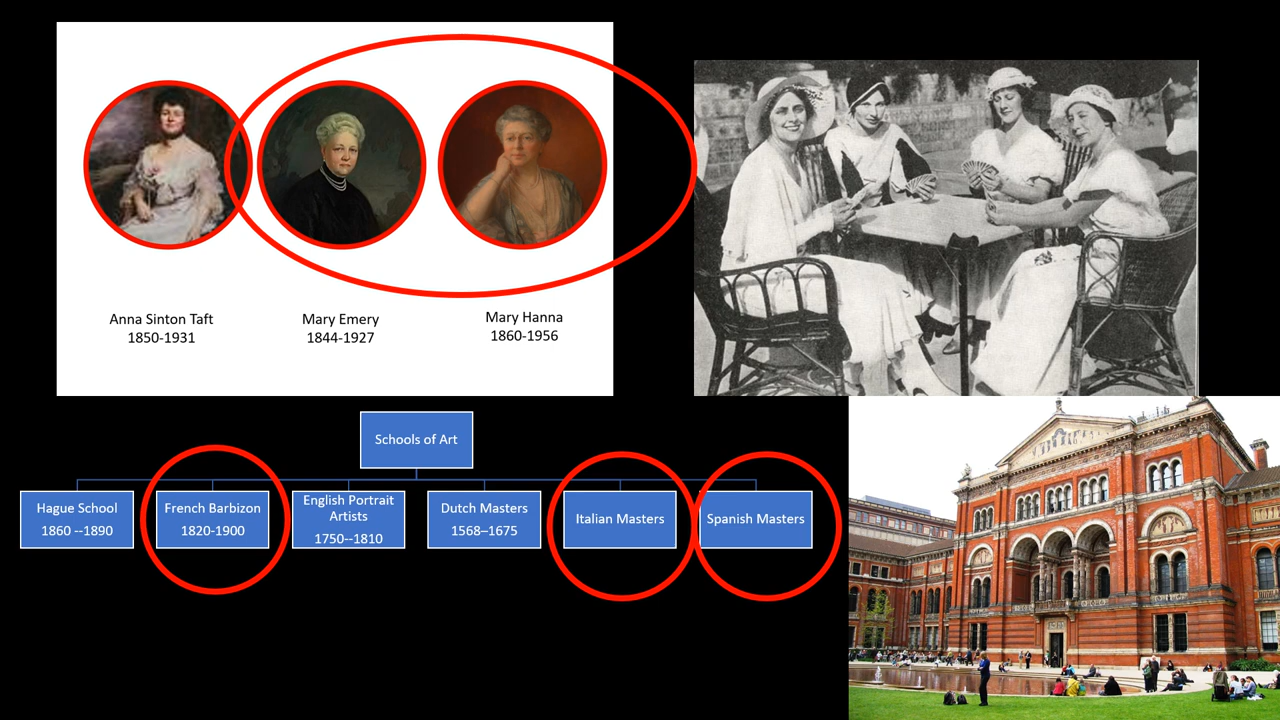 Anna Sinton Taft
1850-1931
Mary Emery
1844-1927
Mary Hanna
1860-1956
Schools of Art
Hague School
1860 --1890
French Barbizon
1820-1900
English Portrait
Artists
1750--1810
Dutch Masters
1568–1675
Italian Masters
Spanish Masters